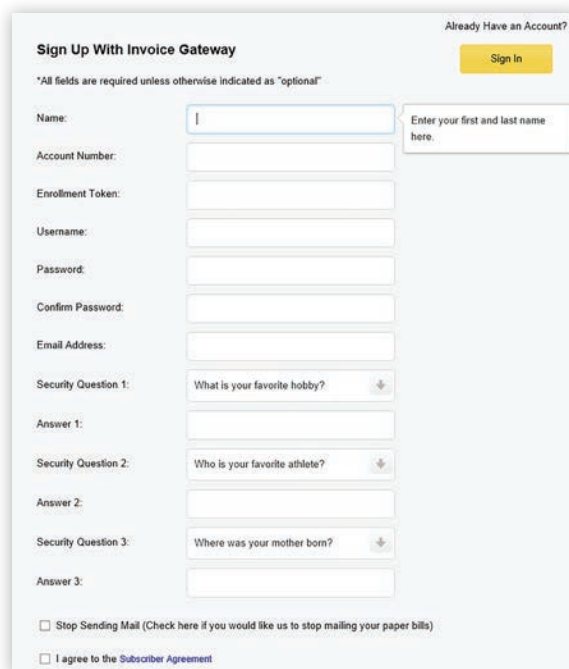 Already Have an Account?
Sign Up With Invoice Gateway
Sign In
*All fields are required unless otherwise indicated as "optional"
Name:
Enter your first and last name
here.
Account Number:
Enrollment Token:
Username:
Password:
Confirm Password:
Email Address:
Security Question 1:
What is your favorite hobby?
Answer 1:
Security Question 2:
Who is your favorite athlete?
Answer 2:
Security Question 3:
Where was your mother born?
Answer 3:
Stop Sending Mail (Check here if you would like us to stop mailing your paper bills)
I agree to the Subscriber Agreement